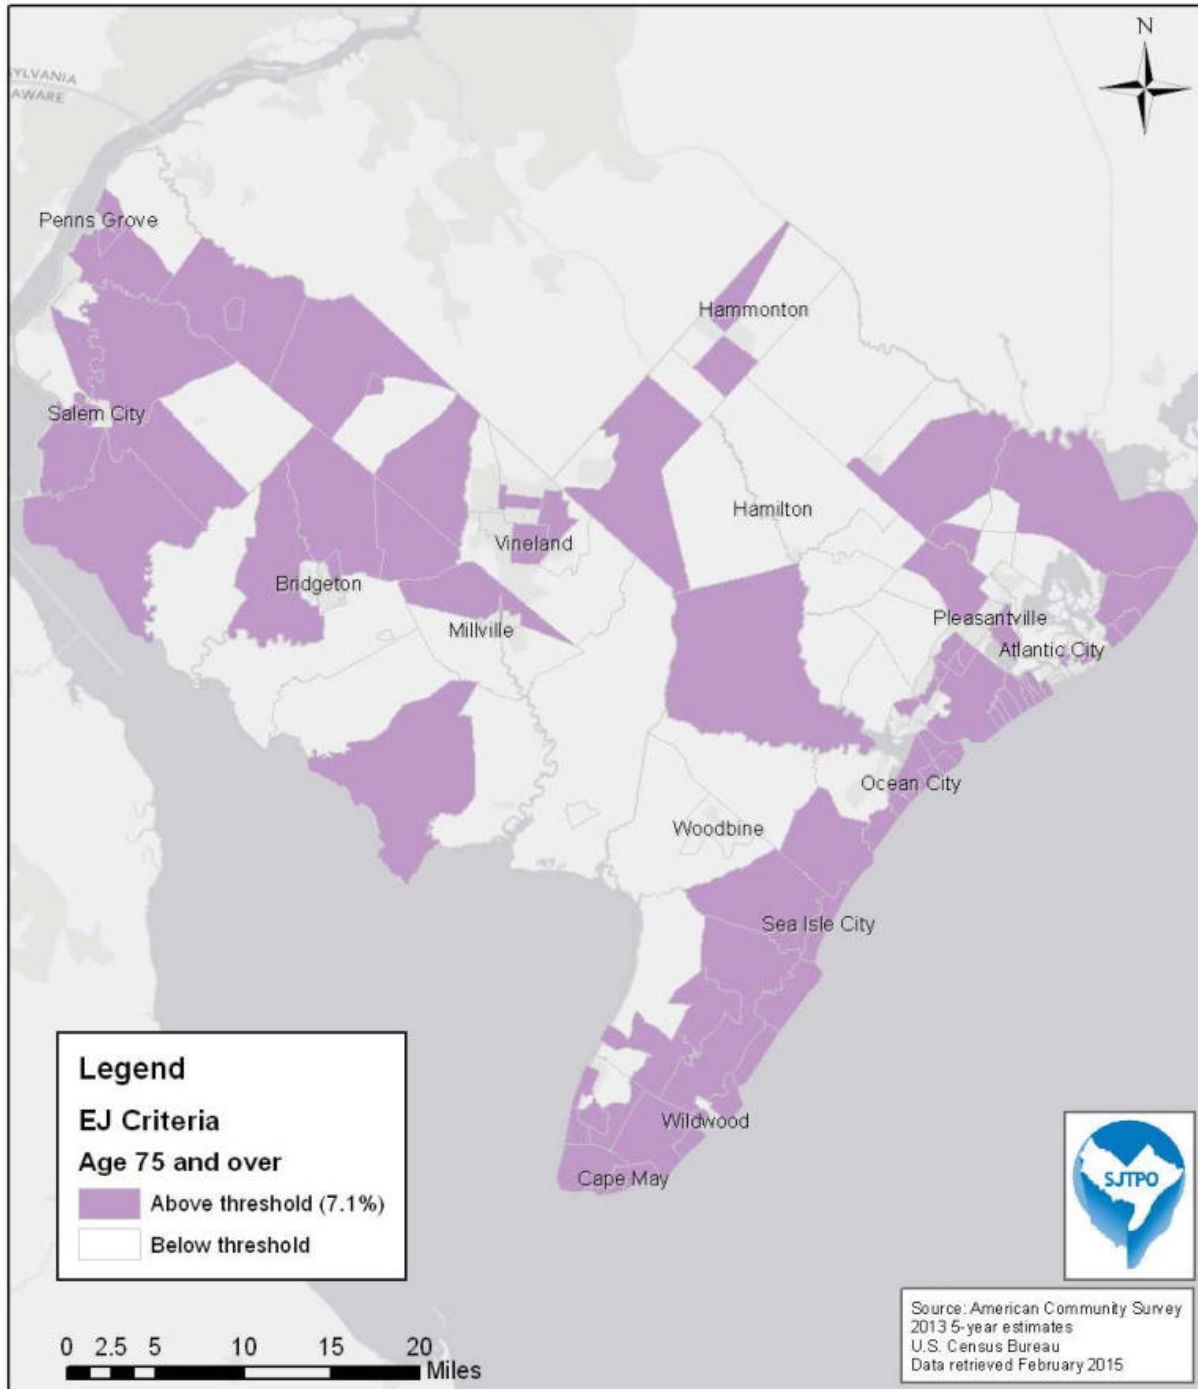 N
SYLVANIA
AWARE
Penns Grove
Hammonton
Salem City
Hamilton
Vineland
Bridgeton
Pleasantville
Millville
Atlantic City
Ocean City
Woodbine
Sea Isle City
Wildwood
Cape May
Legend
EJ Criteria
Age 75 and over
Above threshold (7.1%)
Below threshold
SJTPO
Source: American Community Survey
2013 5-year estimates
U.S. Census Bureau
Data retrieved February 2015
0 2.5 5 10 15 20
Miles